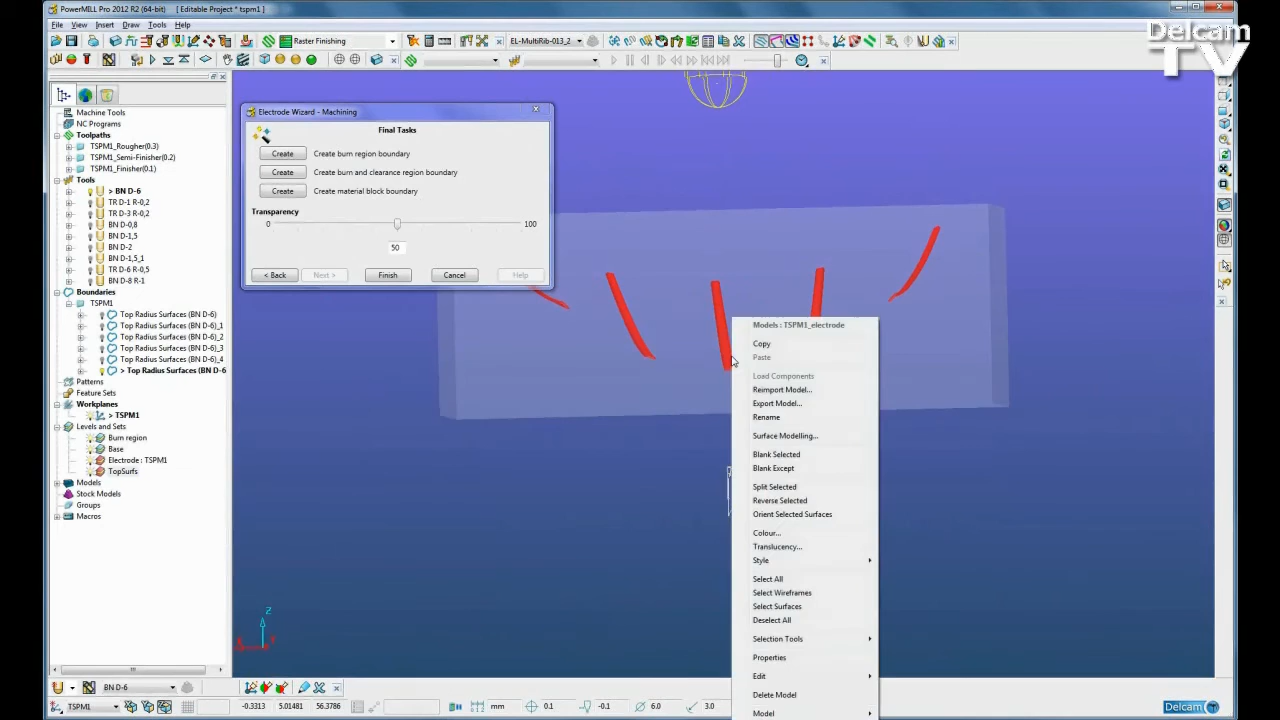 PowerMILL Pro 2012 R2 (64-bit) [ Editable Project * tspm1 ]
File View Insert Draw Tools Help
Raster Finishing
EL-MultiRib-013_2
Delcam
TV
Machine Tools
NC Programs
Toolpaths
TSPM1_Rougher(0.3)
TSPM1_Semi-Finisher(0.2)
TSPM1_Finisher(0.1)
Tools
> BN D-6
TR D-1 R-0,2
TR D-3 R-0,2
BN D-0,8
BN D-1,5
BN D-2
BN D-1,5_1
TR D-6 R-0,5
BN D-8 R-1
Boundaries
TSPM1
Top Radius Surfaces (BN D-6)
Top Radius Surfaces (BN D-6)_1
Top Radius Surfaces (BN D-6)_2
Top Radius Surfaces (BN D-6)_3
Top Radius Surfaces (BN D-6)_4
> Top Radius Surfaces (BN D-6
Patterns
Feature Sets
Workplanes
> TSPM1
Levels and Sets
Burn region
Base
Electrode : TSPM1
TopSurfs
Models
Stock Models
Groups
Macros
Electrode Wizard - Machining
Final Tasks
Create Create burn region boundary
Create Create burn and clearance region boundary
Create Create material block boundary
Transparency
0 100
50
< Back Next > Finish Cancel Help
Models : TSPM1_electrode
Copy
Paste
Load Components
Reimport Model...
Export Model...
Rename
Surface Modelling...
Blank Selected
Blank Except
Split Selected
Reverse Selected
Orient Selected Surfaces
Colour...
Translucency...
Style
Select All
Select Wireframes
Select Surfaces
Deselect All
Selection Tools
Properties
Edit
Delete Model
Model
Z
BN D-6
TSPM1 -0.3313 5.01481 56.3786 mm 0.1 -0.1 6.0 3.0 Delcam